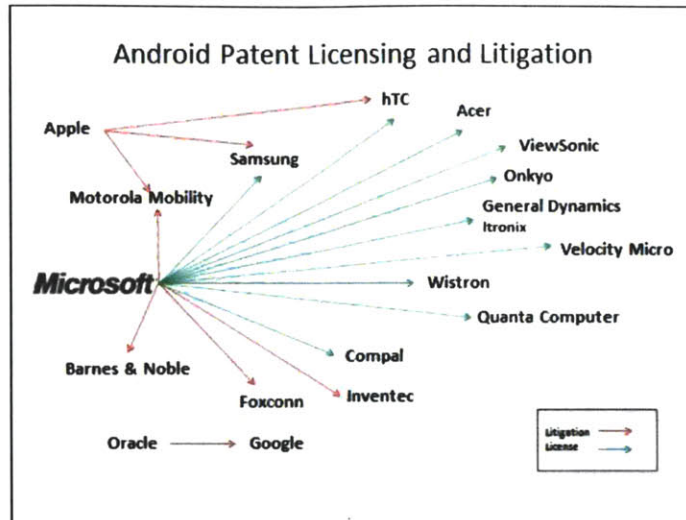 Android Patent Licensing and Litigation
hTC
Acer
Apple
ViewSonic
Samsung
Onkyo
Motorola Mobility
General Dynamics
Itronix
Velocity Micro
Microsoft
Wistron
Quanta Computer
Compal
Barnes & Noble
Inventec
Foxconn
Oracle
Google
Litigation
License